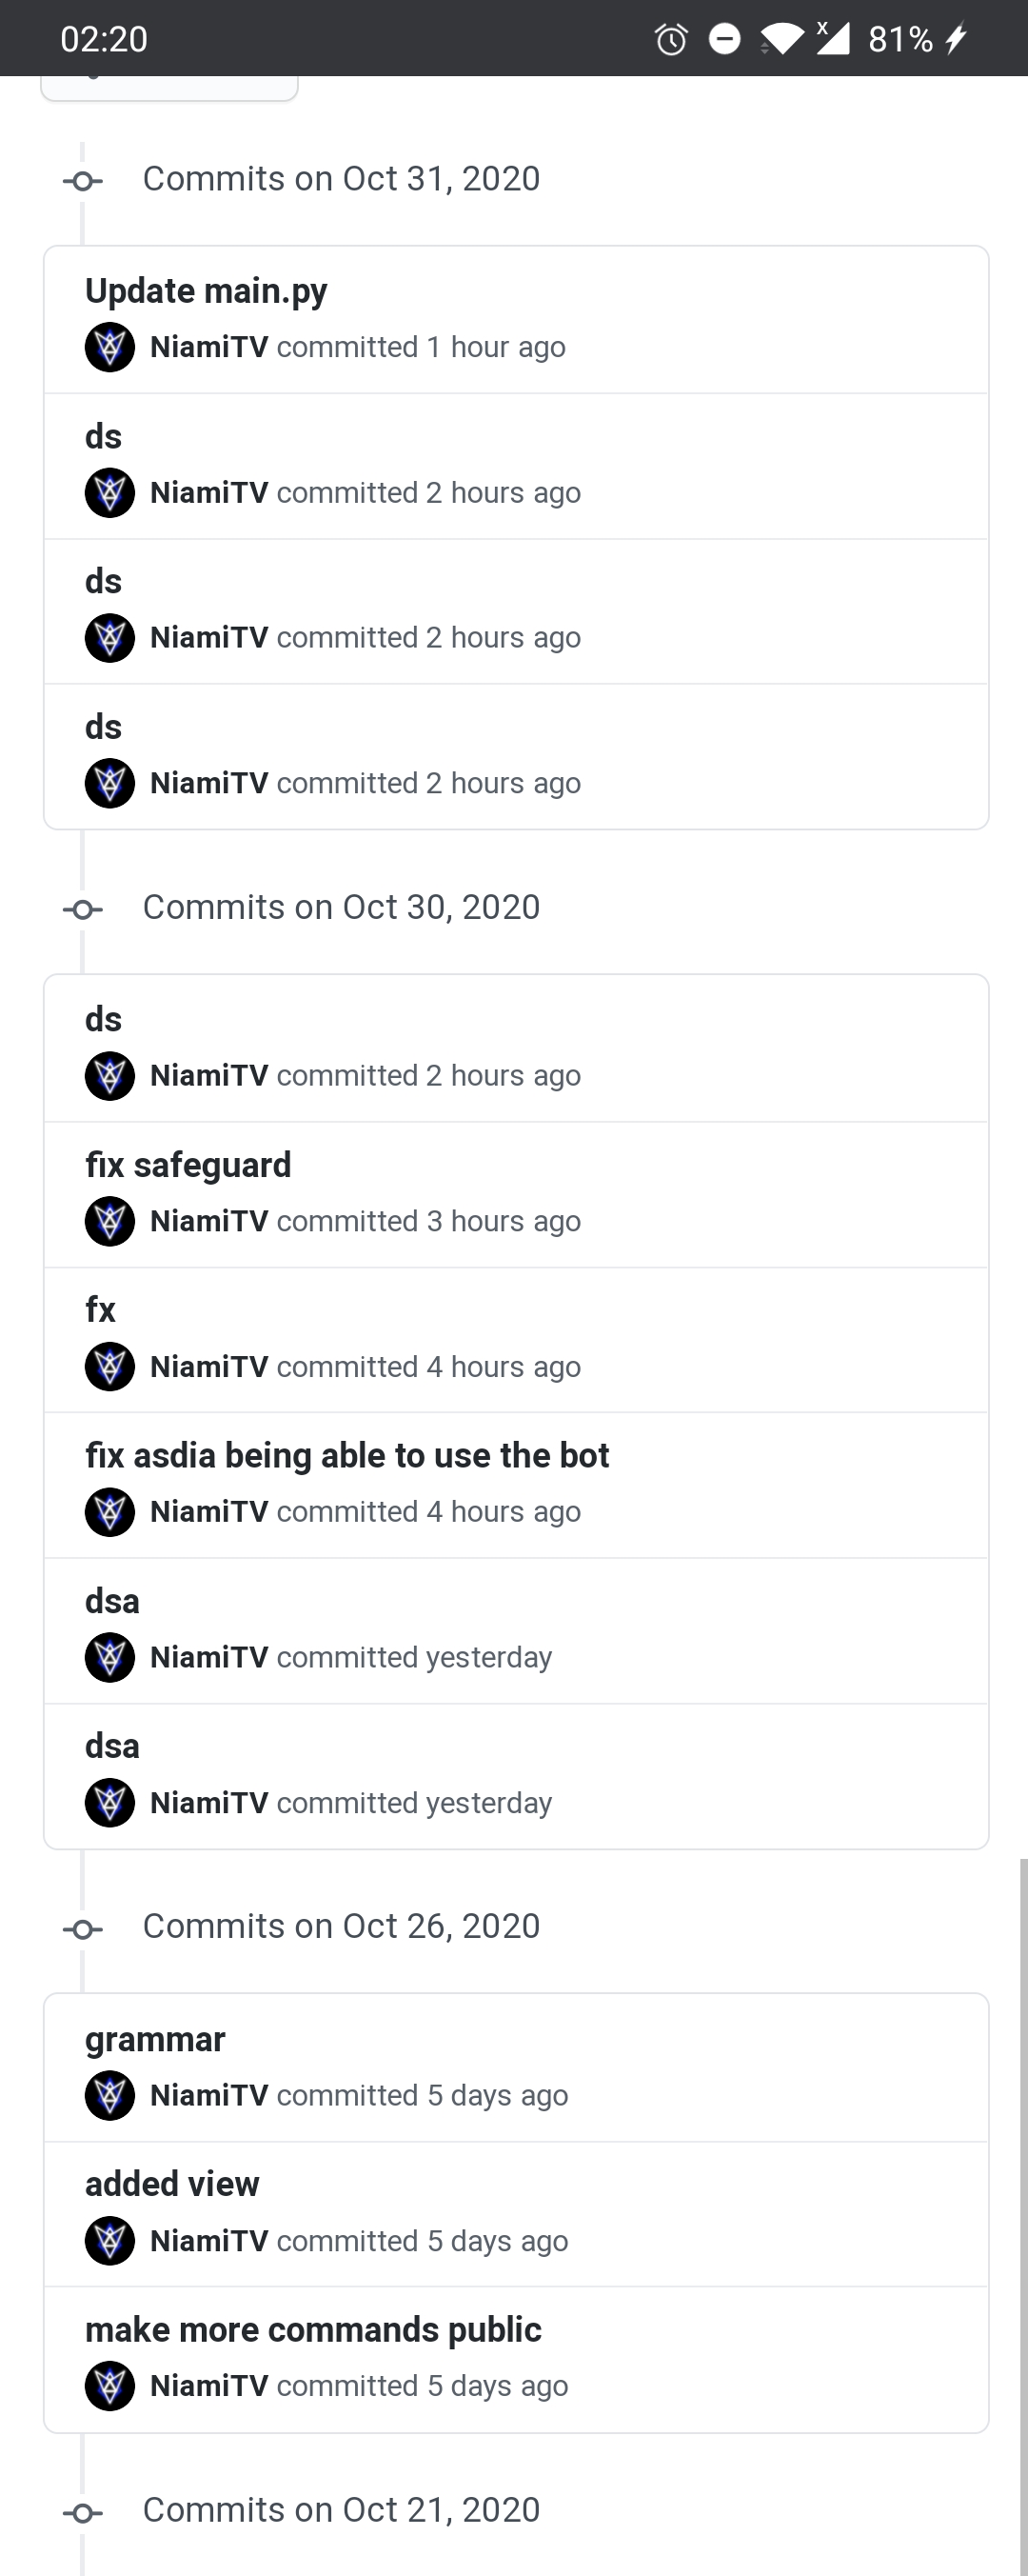 02:20
x
81%
Commits on Oct 31, 2020
Update main.py
NiamiTV committed 1 hour ago
ds
NiamiTV committed 2 hours ago
ds
NiamiTV committed 2 hours ago
ds
NiamiTV committed 2 hours ago
Commits on Oct 30, 2020
ds
NiamiTV committed 2 hours ago
fix safeguard
NiamiTV committed 3 hours ago
fx
NiamiTV committed 4 hours ago
fix asdia being able to use the bot
NiamiTV committed 4 hours ago
dsa
NiamiTV committed yesterday
dsa
NiamiTV committed yesterday
Commits on Oct 26, 2020
grammar
NiamiTV committed 5 days ago
added view
NiamiTV committed 5 days ago
make more commands public
NiamiTV committed 5 days ago
Commits on Oct 21, 2020